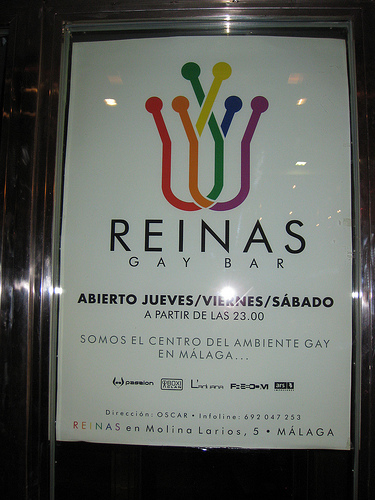 REINAS
GAY BAR
ABIERTO JUEVES/VIERNES/SÁBADO
A PARTIR DE LAS 23.00
SOMOS EL CENTRO DEL AMBIENTE GAY
EN MÁLAGA...
passion
Dirección: OSCAR • Infoline: 692 047 253
REINAS en Molina Larios, 5 • MÁLAGA